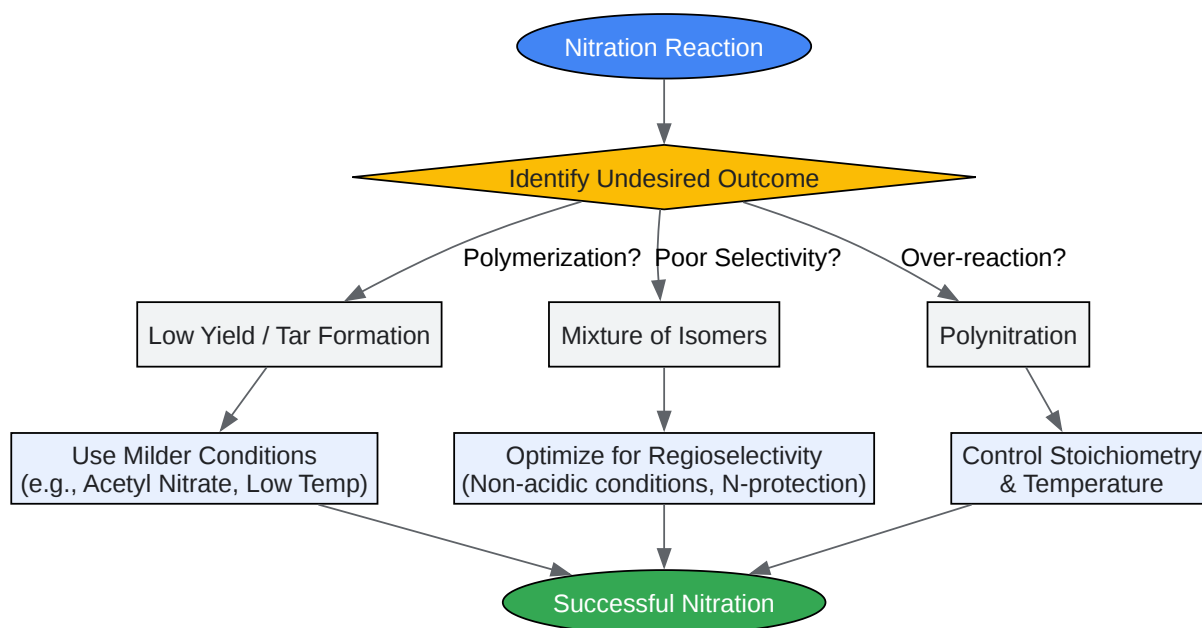 Nitration Reaction
Identify Undesired Outcome
Polymerization?
Poor Selectivity?
Over-reaction?
Low Yield / Tar Formation
Mixture of Isomers
Polynitration
Use Milder Conditions
(e.g., Acetyl Nitrate, Low Temp)
Optimize for Regioselectivity
(Non-acidic conditions, N-protection)
Control Stoichiometry
& Temperature
Successful Nitration